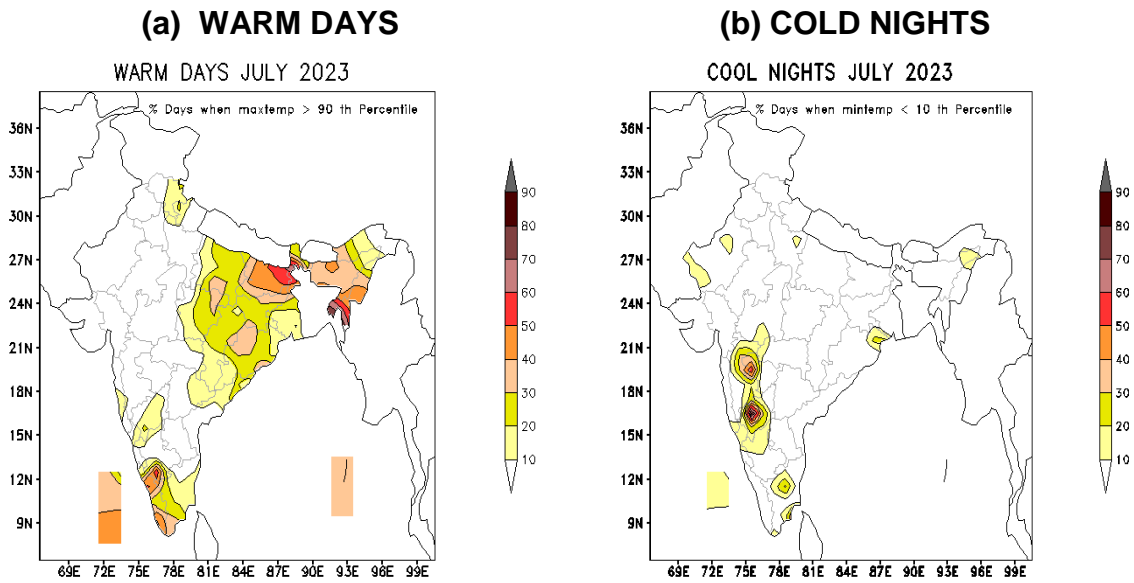 (a) WARM DAYS
WARM DAYS JULY 2023
% Days when maxtemp > 90 th Percentile
36N
33N
30N
27N
24N
21N
18N
15N
12N
9N
69E 72E 75E 78E 81E 84E 87E 90E 93E 96E 99E
90
80
70
60
50
40
30
20
10
(b) COLD NIGHTS
COOL NIGHTS JULY 2023
% Days when mintemp < 10 th Percentile
36N
33N
30N
27N
24N
21N
18N
15N
12N
9N
69E 72E 75E 78E 81E 84E 87E 90E 93E 96E 99E
90
80
70
60
50
40
30
20
10